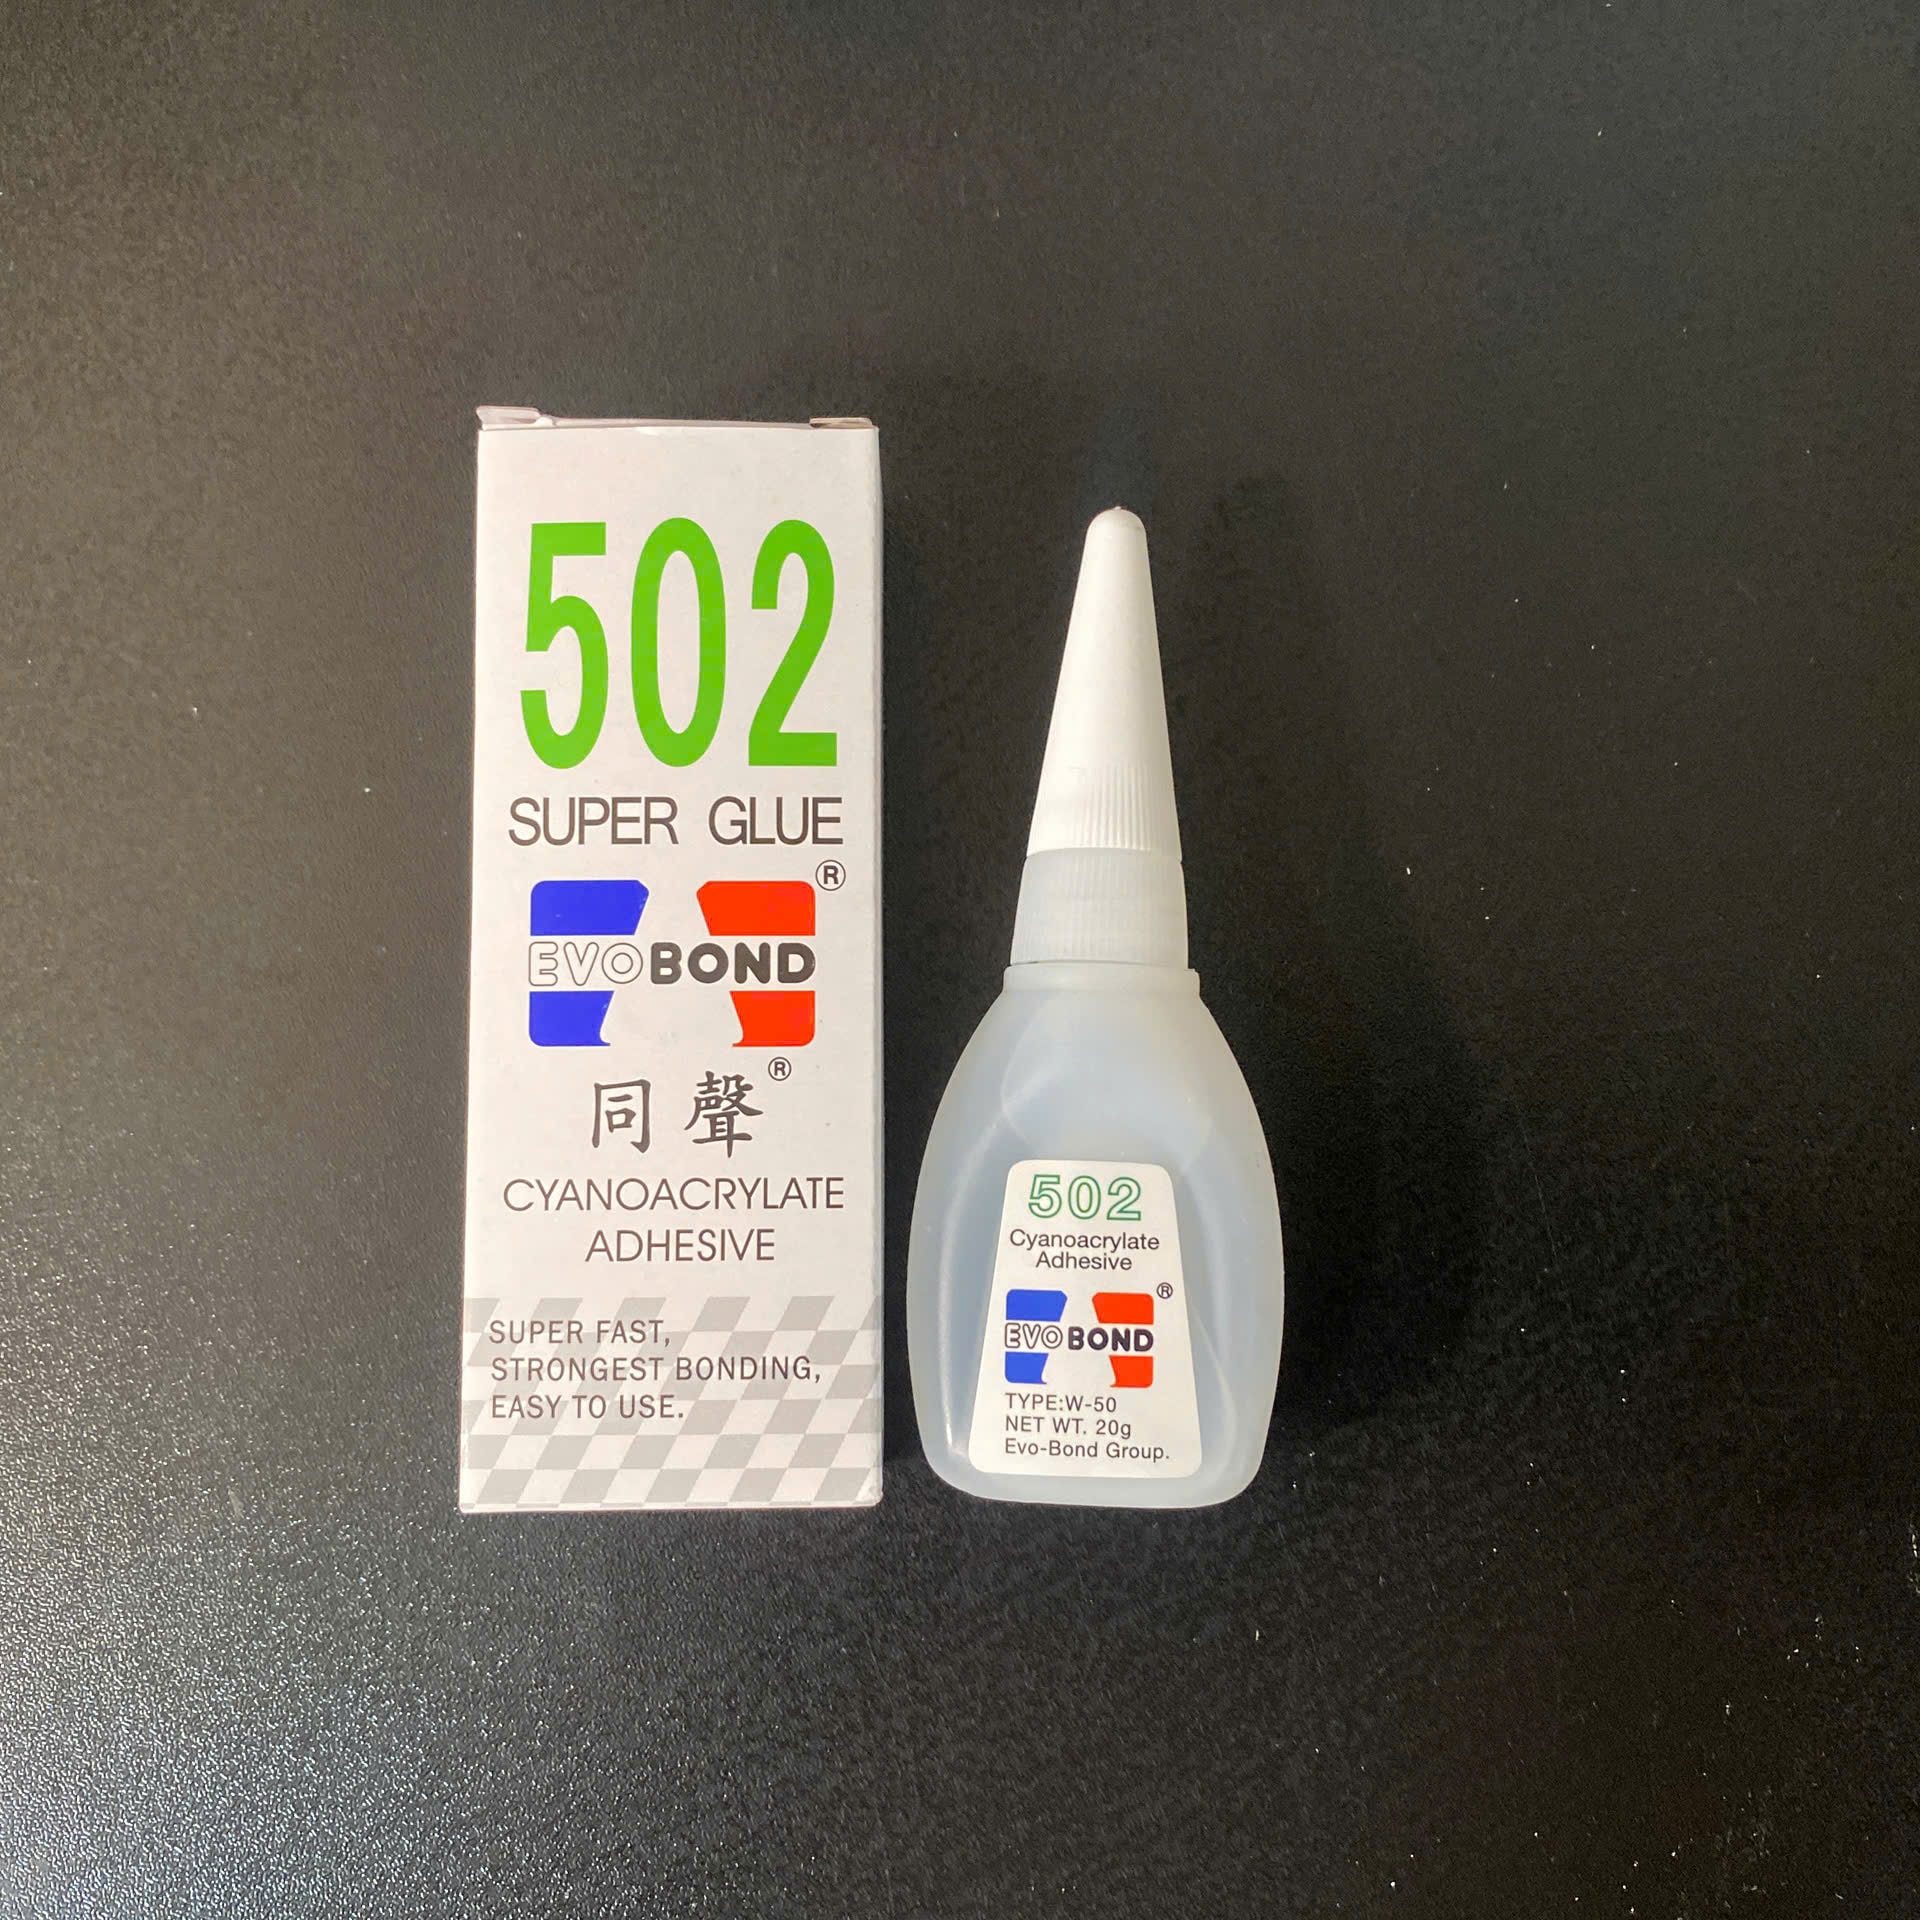 502
SUPER GLUE
®
EVOBOND
同聲®
CYANOACRYLATE
ADHESIVE
SUPER FAST,
STRONGEST BONDING,
EASY TO USE.
502
Cyanoacrylate
Adhesive
®
EVOBOND
TYPE:W-50
NET WT. 20g
Evo-Bond Group.